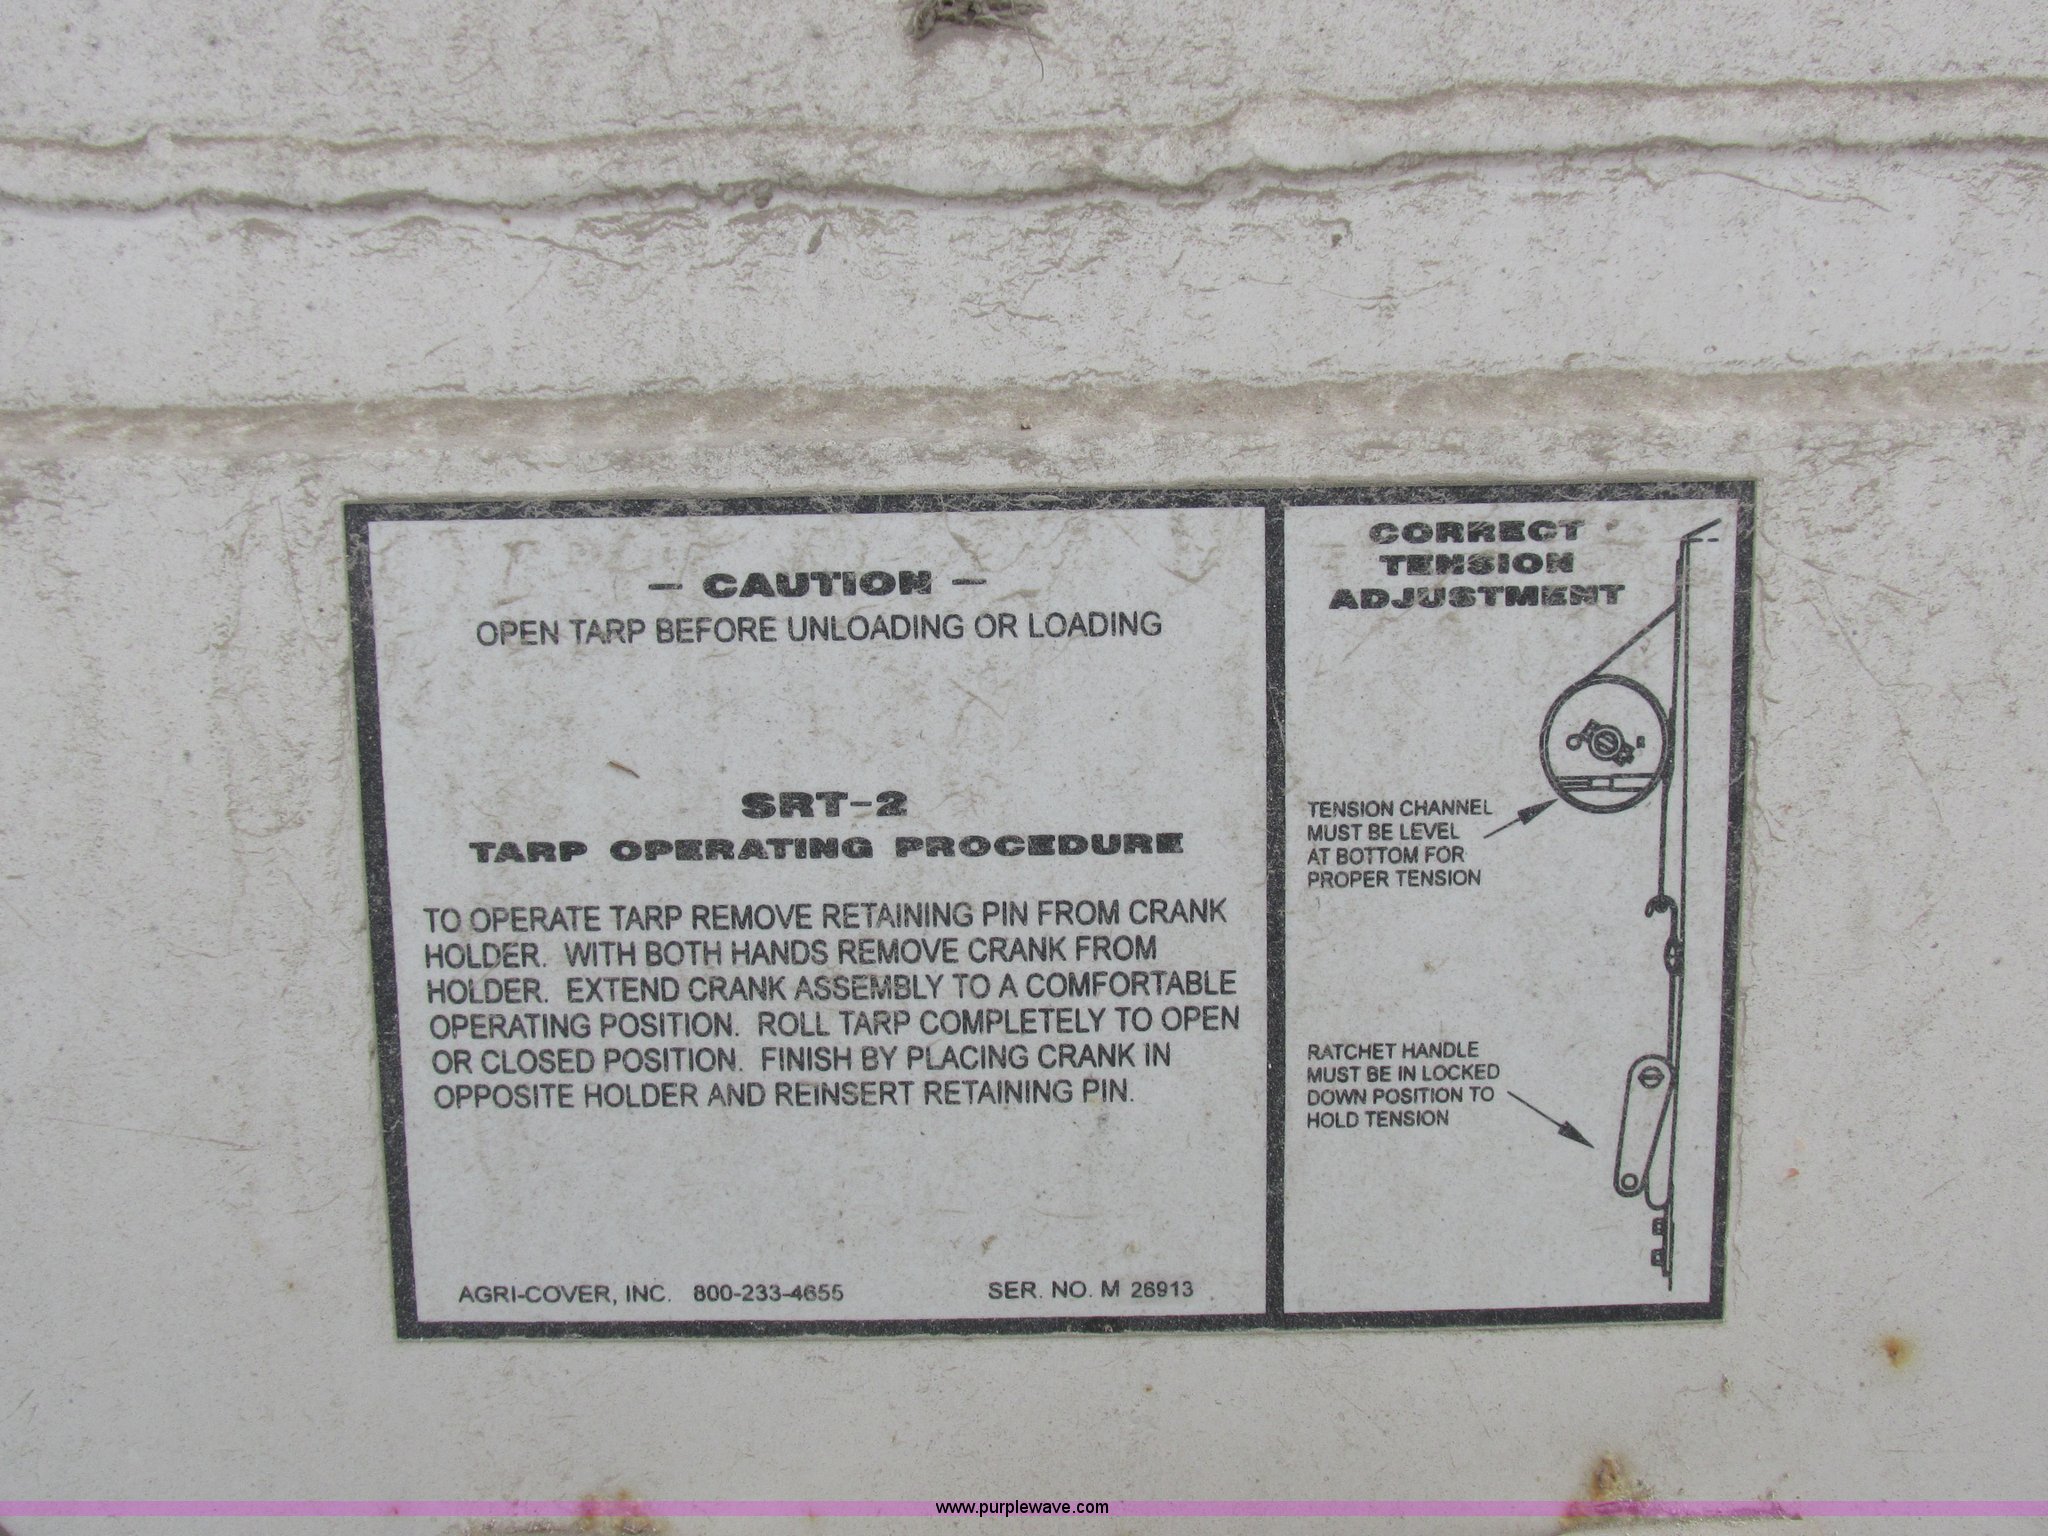 — CAUTION —
OPEN TARP BEFORE UNLOADING OR LOADING
SRT-2
TARP OPERATING PROCEDURE
TO OPERATE TARP REMOVE RETAINING PIN FROM CRANK
HOLDER. WITH BOTH HANDS REMOVE CRANK FROM
HOLDER. EXTEND CRANK ASSEMBLY TO A COMFORTABLE
OPERATING POSITION. ROLL TARP COMPLETELY TO OPEN
OR CLOSED POSITION. FINISH BY PLACING CRANK IN
OPPOSITE HOLDER AND REINSERT RETAINING PIN.
AGRI-COVER, INC. 800-233-4655 SER. NO. M 26913
CORRECT
TENSION
ADJUSTMENT
TENSION CHANNEL
MUST BE LEVEL
AT BOTTOM FOR
PROPER TENSION
RATCHET HANDLE
MUST BE IN LOCKED
DOWN POSITION TO
HOLD TENSION
www.purplewave.com